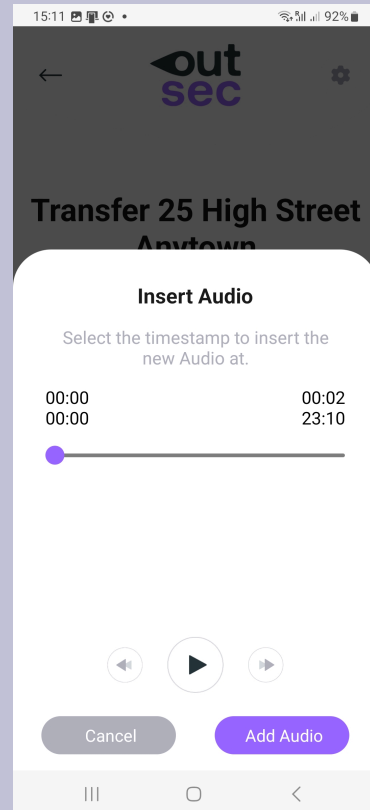 15:11 92%
out
sec
Transfer 25 High Street
Anytown
Insert Audio
Select the timestamp to insert the
new Audio at.
00:00 00:02
00:00 23:10
Cancel Add Audio